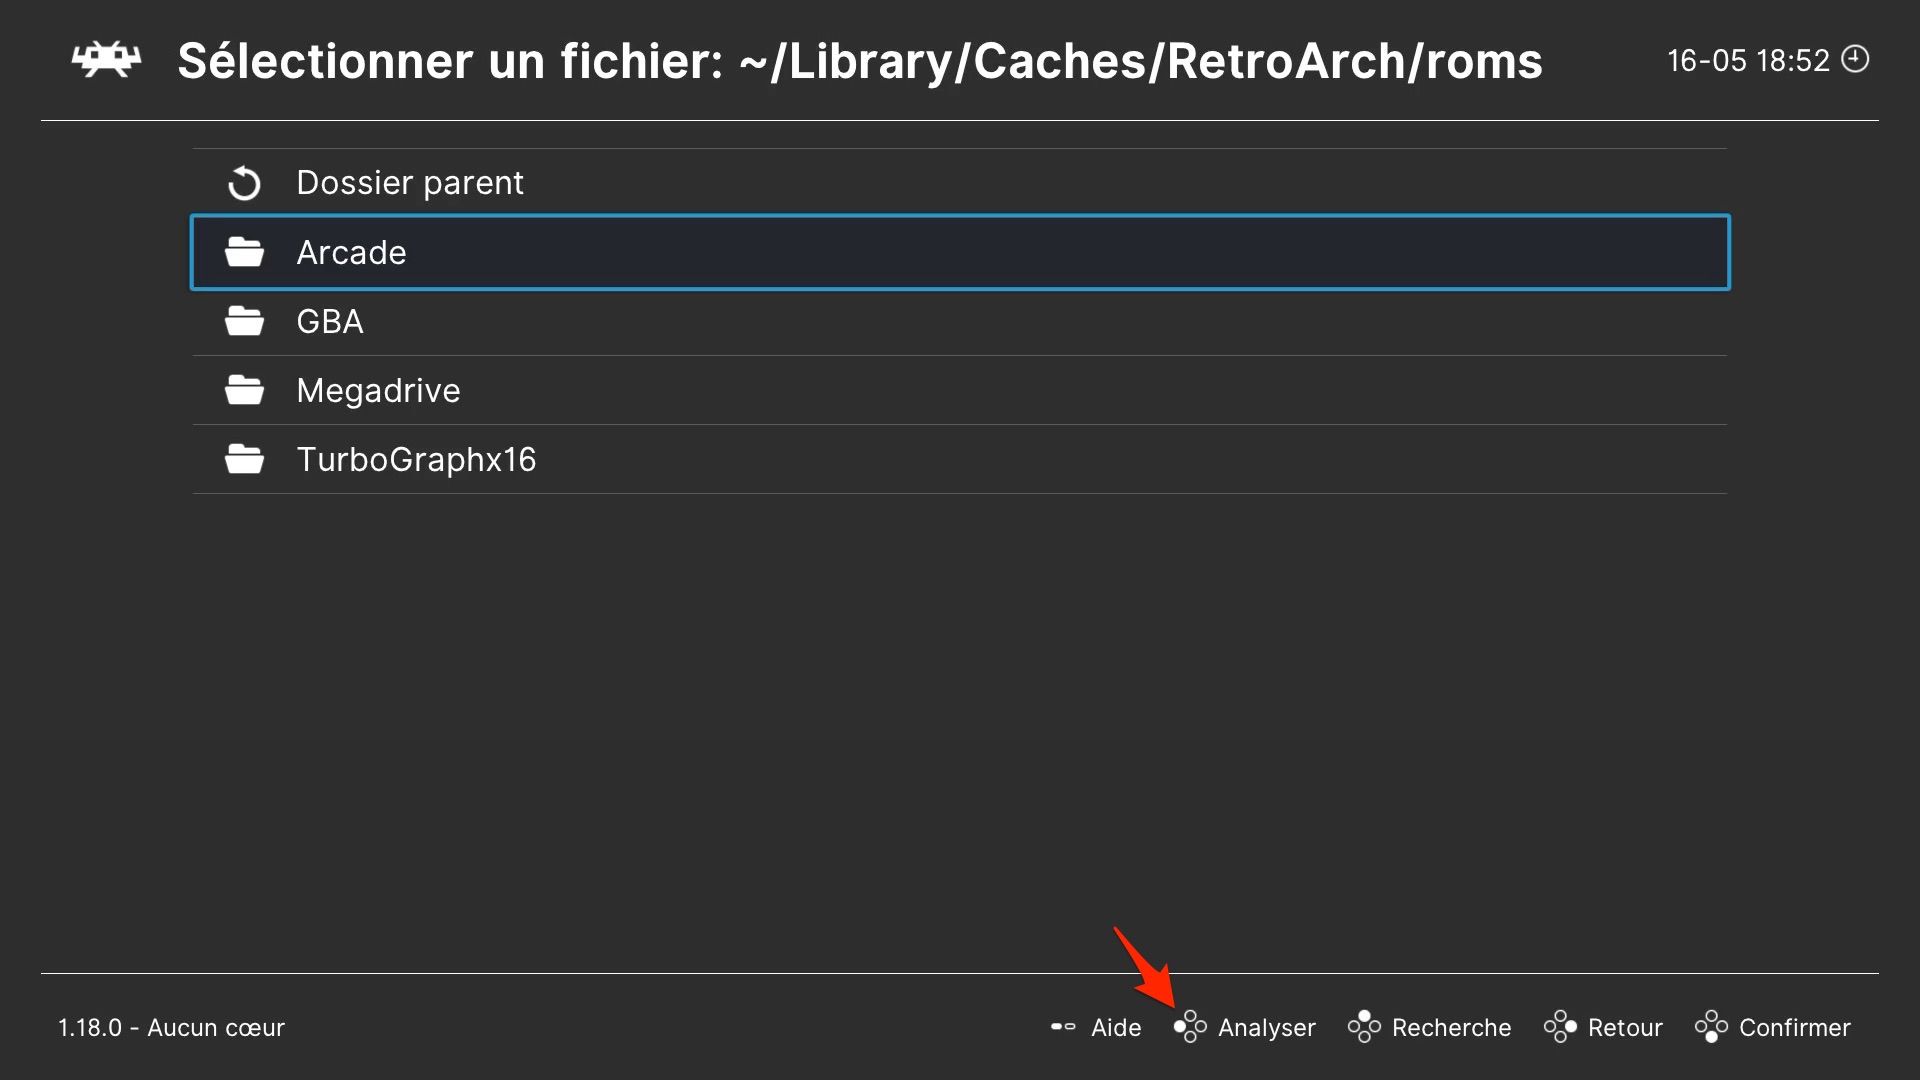 Sélectionner un fichier: ~/Library/Caches/RetroArch/roms
16-05 18:52
Dossier parent
Arcade
GBA
Megadrive
TurboGraphx16
1.18.0 - Aucun cœur
Aide
Analyser
Recherche
Retour
Confirmer